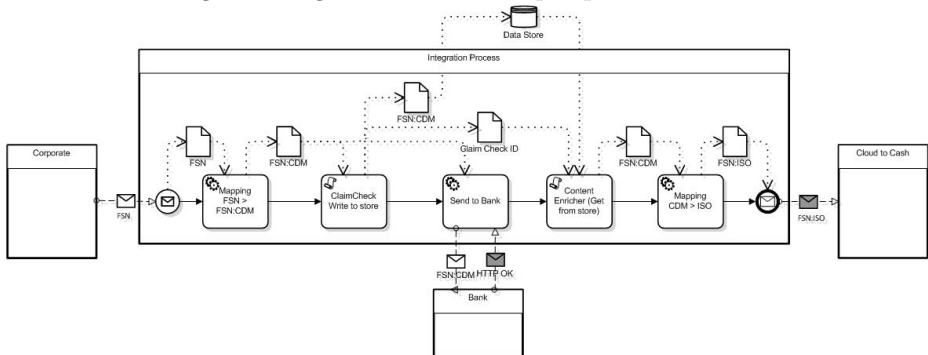 Data Store
Integration Process
FSN:CDM
FSN
FSN:CDM
Claim Check ID
FSN:CDM
FSN:ISO
Corporate
Cloud to Cash
Mapping
FSN >
FSN:CDM
ClaimCheck
Write to store
Send to Bank
Content
Enricher (Get
from store)
Mapping
CDM > ISO
FSN
FSN:ISO
FSN:CDM
HTTP OK
Bank